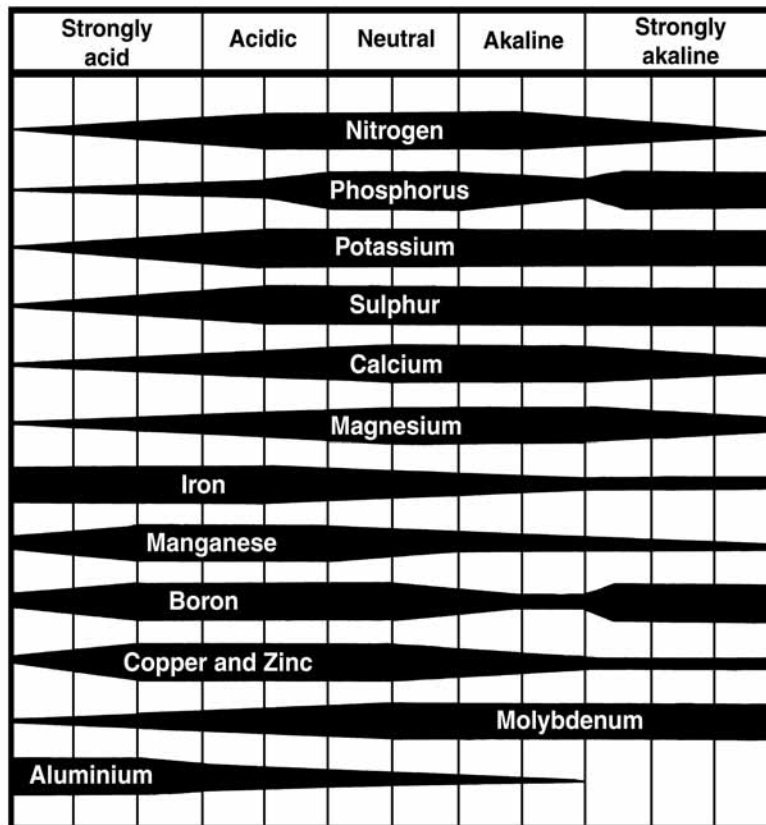 Strongly
acid
Acidic
Neutral
Akaline
Strongly
akaline
Nitrogen
Phosphorus
Potassium
Sulphur
Calcium
Magnesium
Iron
Manganese
Boron
Copper and Zinc
Molybdenum
Aluminium